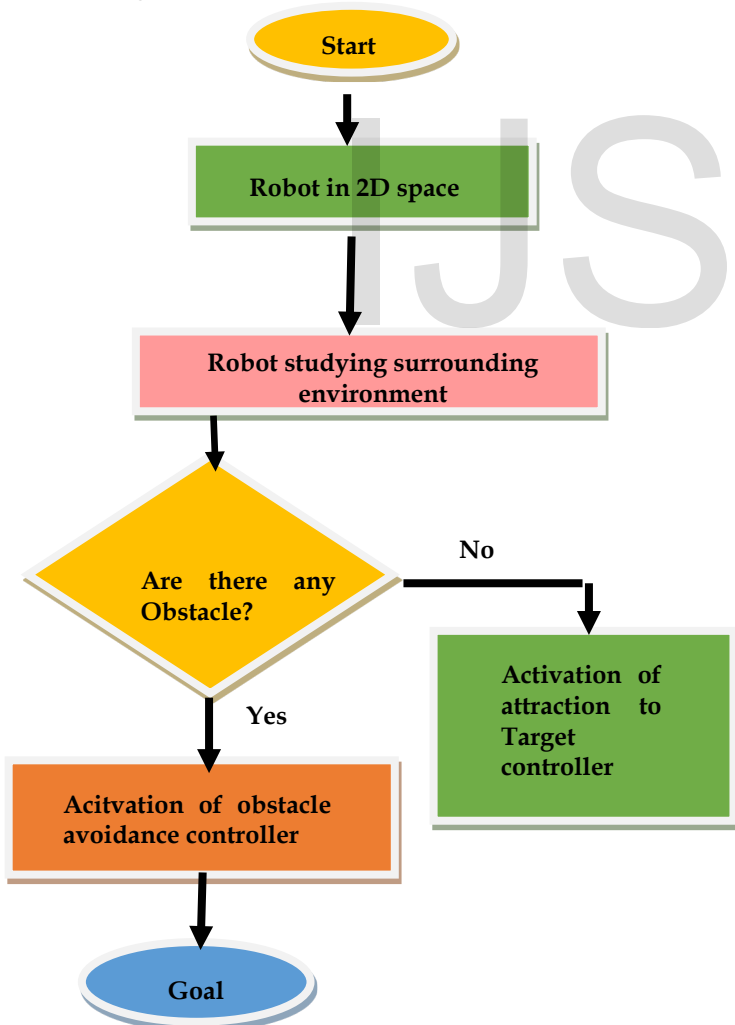 Start
IJS
Robot in 2D space
Robot studying surrounding
environment
Are there any
Obstacle?
No
Yes
Activation of
attraction to
Target
controller
Acitvation of obstacle
avoidance controller
Goal